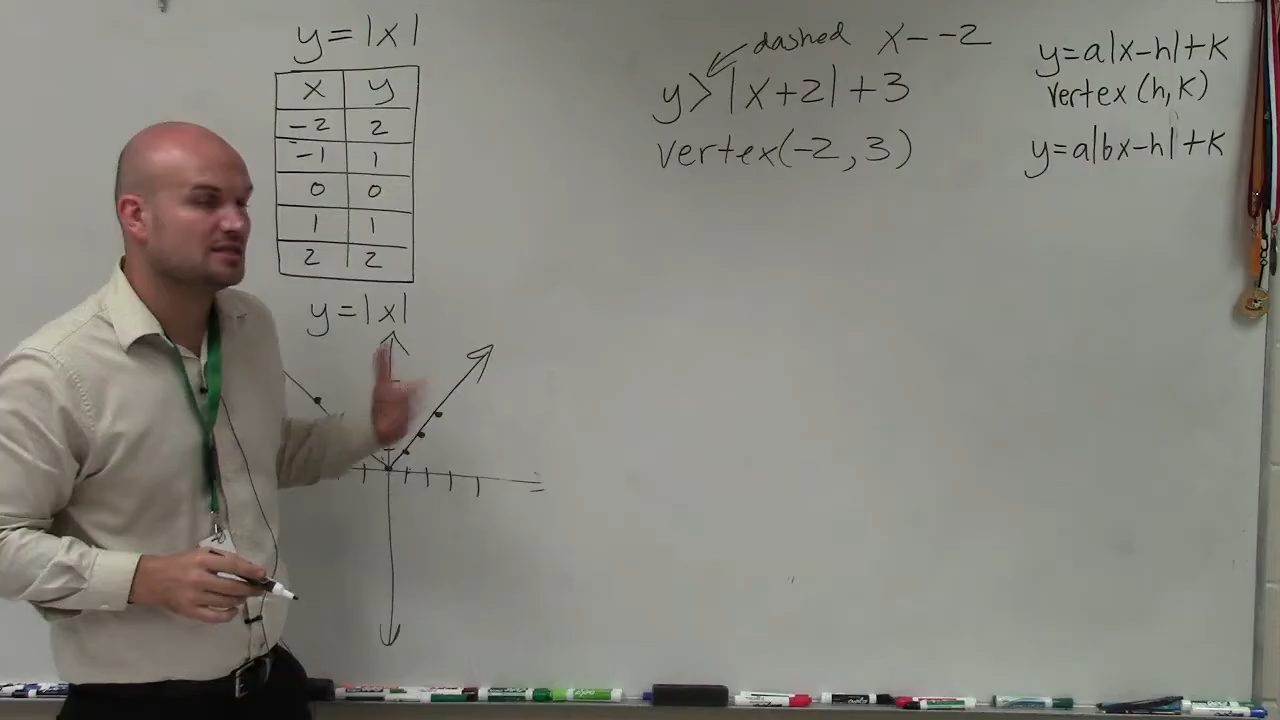 y=|x|
x y
-2 2
-1 1
0 0
1 1
2 2
y=|x|
dashed x--2
y>|x+2|+3
vertex(-2,3)
y=a|x-h|+k
vertex (h,k)
y=a|bx-h|+k